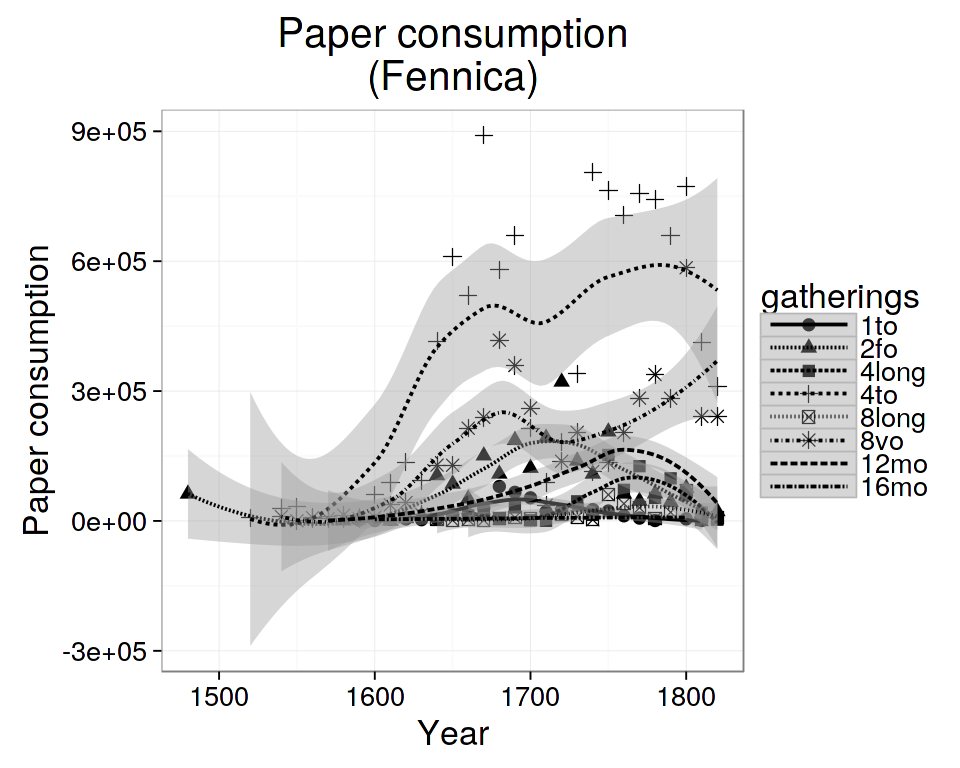 Paper consumption
(Fennica)
Paper consumption
9e+05
6e+05
3e+05
0e+00
-3e+05
1500
1600
1700
1800
Year
gatherings
1to
2fo
4long
4to
8long
8vo
12mo
16mo